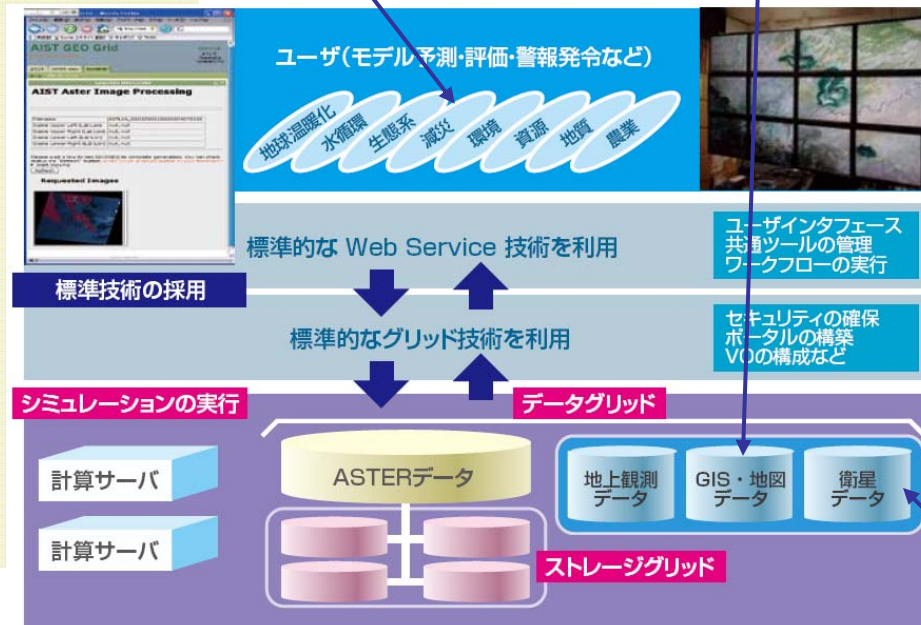 AIST GEO Grid
AIST Aster Image Processing
Requested Images
ユーザ(モデル予測・評価・警報発令など)
地球温暖化
水循環
生態系
減災
環境
資源
地質
農業
標準的な Web Service 技術を利用
ユーザインタフェース
共通ツールの管理
ワークフローの実行
標準技術の採用
標準的なグリッド技術を利用
セキュリティの確保
ポータルの構築
VOの構成など
シミュレーションの実行
データグリッド
計算サーバ
計算サーバ
ASTERデータ
地上観測
データ
GIS・地図
データ
衛星
データ
ストレージグリッド